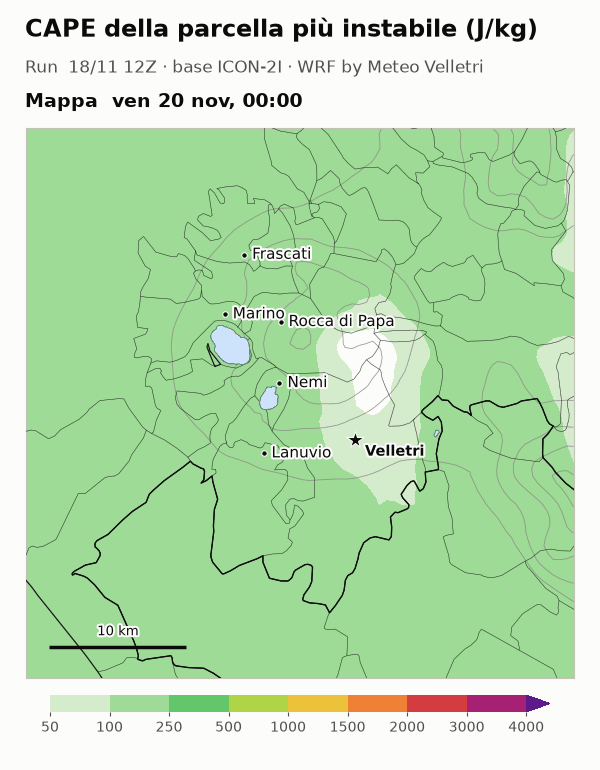 CAPE della parcella più instabile (J/kg)
Run  18/11 12Z · base ICON-2I · WRF by Meteo Velletri
Mappa  ven 20 nov, 00:00
Frascati
Marino
Rocca di Papa
Nemi
Velletri
Lanuvio
10 km
50 100 250 500 1000 1500 2000 3000 4000